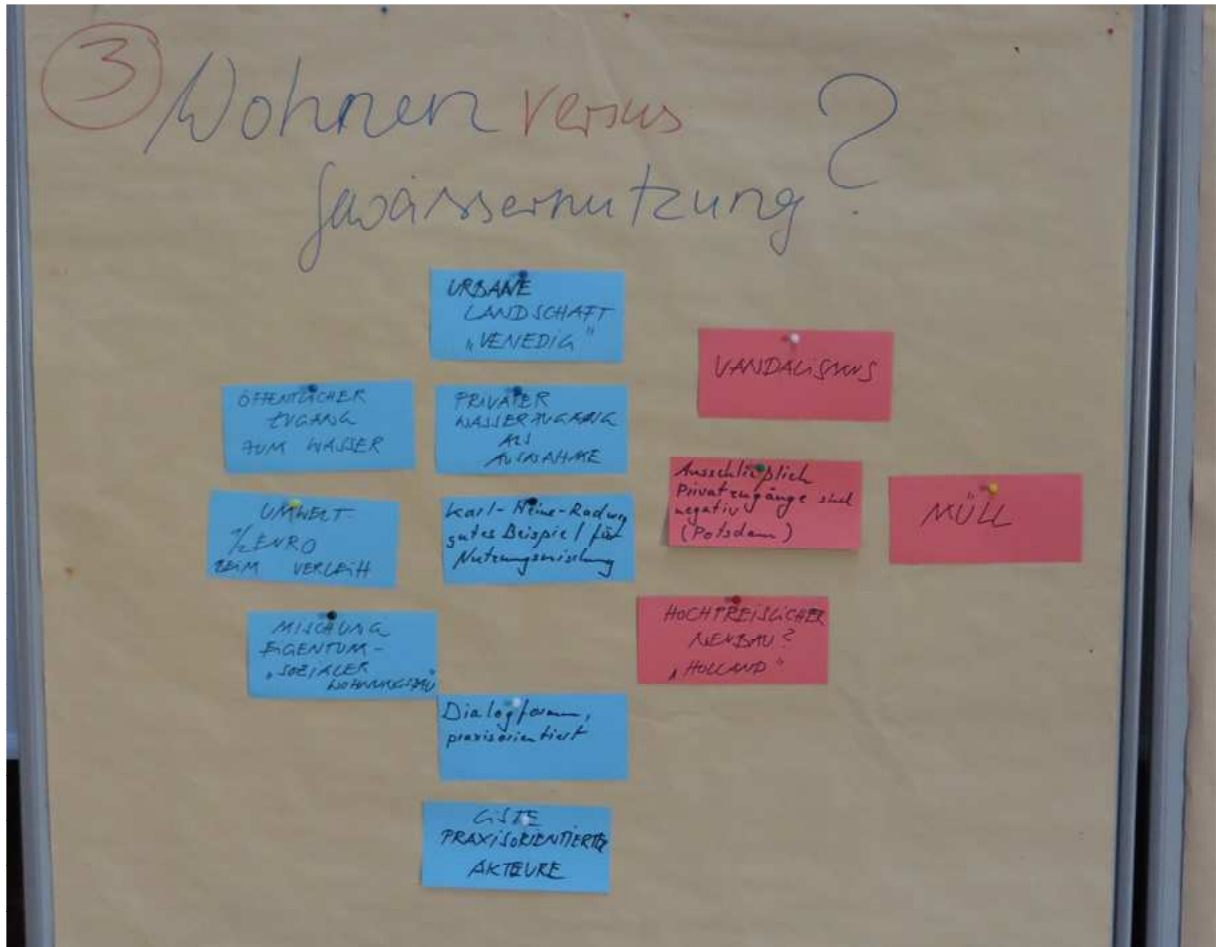 3
Wohnen versus
Gewässernutzung?
URBANE
LANDSCHAFT
„VENEDIG"
VANDALISMUS
ÖFFENTLICHER
ZUGANG
ZUM WASSER
PRIVATER
WASSERZUGANG
ALS
AUSNAHME
Ausschließlich
Privatzugänge sind
negativ
(Potsdam)
MÜLL
UMWELT-
1/2 EURO
BEIM VERLEIH
Karl-Heine-Radweg
gutes Beispiel für
Nutzungsmischung
MISCHUNG
EIGENTUM-
„SOZIALER
WOHNUNGSBAU"
HOCHPREISLICHER
NEUBAU?
„HOLLAND"
Dialogforum,
praxisorientiert
LISTE
PRAXISORIENTIERTE
AKTEURE